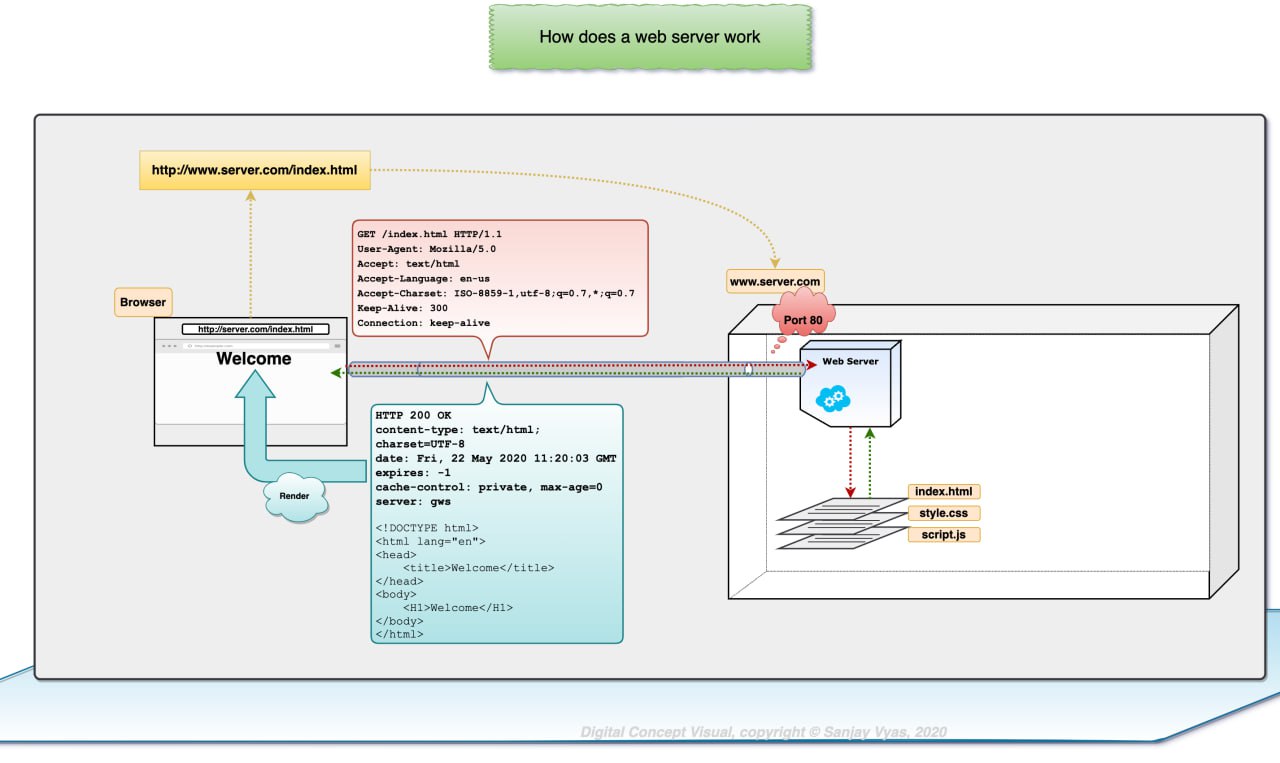 How does a web server work
http://www.server.com/index.html
GET /index.html HTTP/1.1
User-Agent: Mozilla/5.0
Accept: text/html
Accept-Language: en-us
Accept-Charset: ISO-8859-1,utf-8;q=0.7,*;q=0.7
Keep-Alive: 300
Connection: keep-alive
www.server.com
Port 80
Browser
http://server.com/index.html
Welcome
Web Server
HTTP 200 OK
content-type: text/html;
charset=UTF-8
date: Fri, 22 May 2020 11:20:03 GMT
expires: -1
cache-control: private, max-age=0
server: gws
<!DOCTYPE html>
<html lang="en">
<head>
    <title>Welcome</title>
</head>
<body>
    <H1>Welcome</H1>
</body>
</html>
Render
index.html
style.css
script.js
Digital Concept Visual, copyright © Sanjay Vyas, 2020